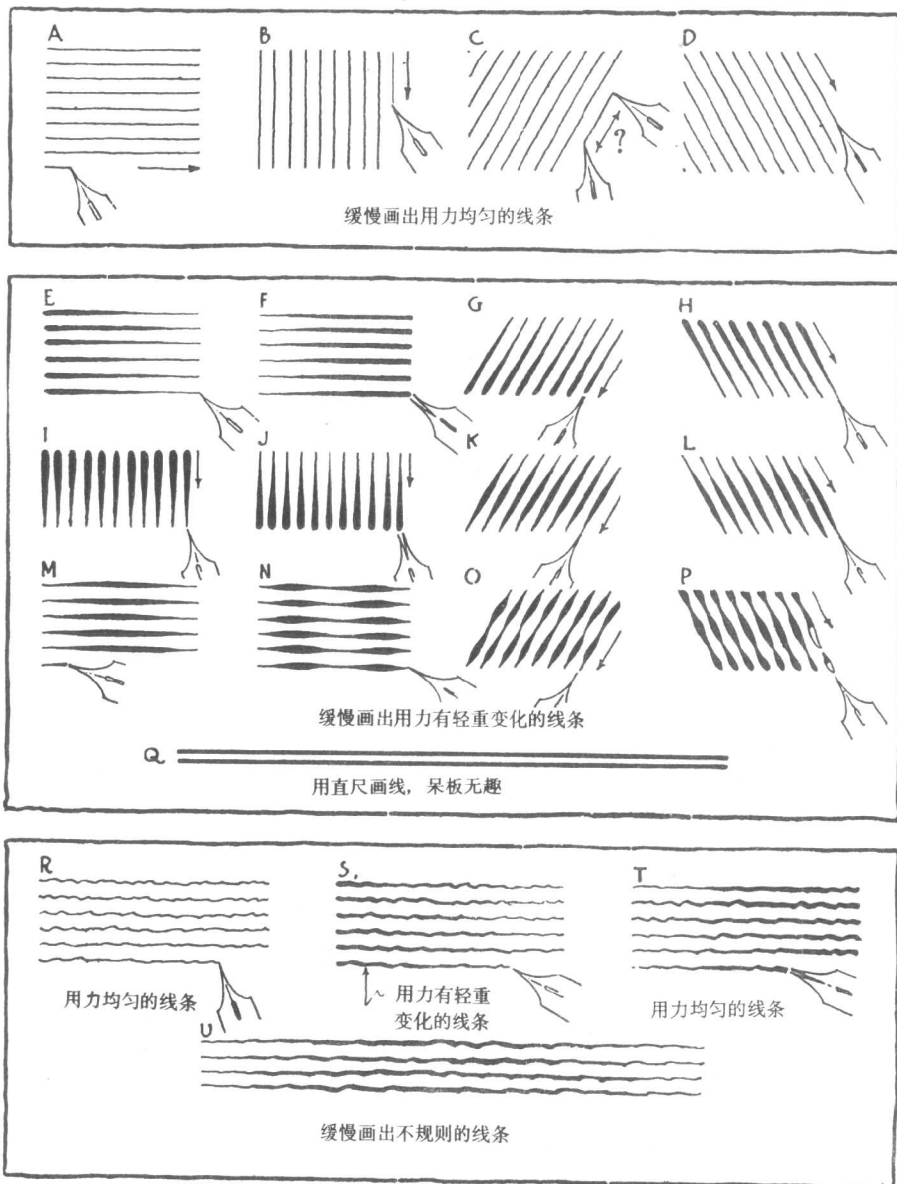 A B C D
?
缓慢画出用力均匀的线条
E F G H
I J K L
M N O P
缓慢画出用力有轻重变化的线条
Q
用直尺画线，呆板无趣
R S. T
用力均匀的线条
用力有轻重
变化的线条
用力均匀的线条
U
缓慢画出不规则的线条